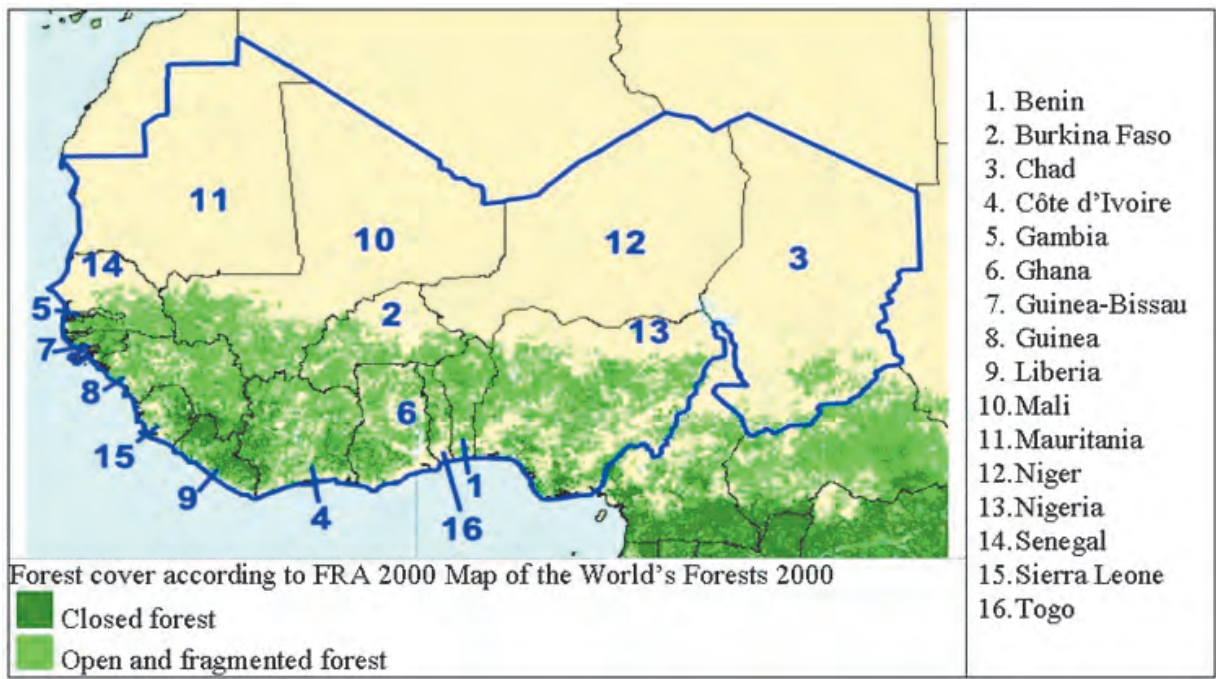 11
10
12
3
14
5
2
13
7
8
6
15
9
4
16
1
Forest cover according to FRA 2000 Map of the World's Forests 2000
Closed forest
Open and fragmented forest
1. Benin
2. Burkina Faso
3. Chad
4. Côte d'Ivoire
5. Gambia
6. Ghana
7. Guinea-Bissau
8. Guinea
9. Liberia
10. Mali
11. Mauritania
12. Niger
13. Nigeria
14. Senegal
15. Sierra Leone
16. Togo